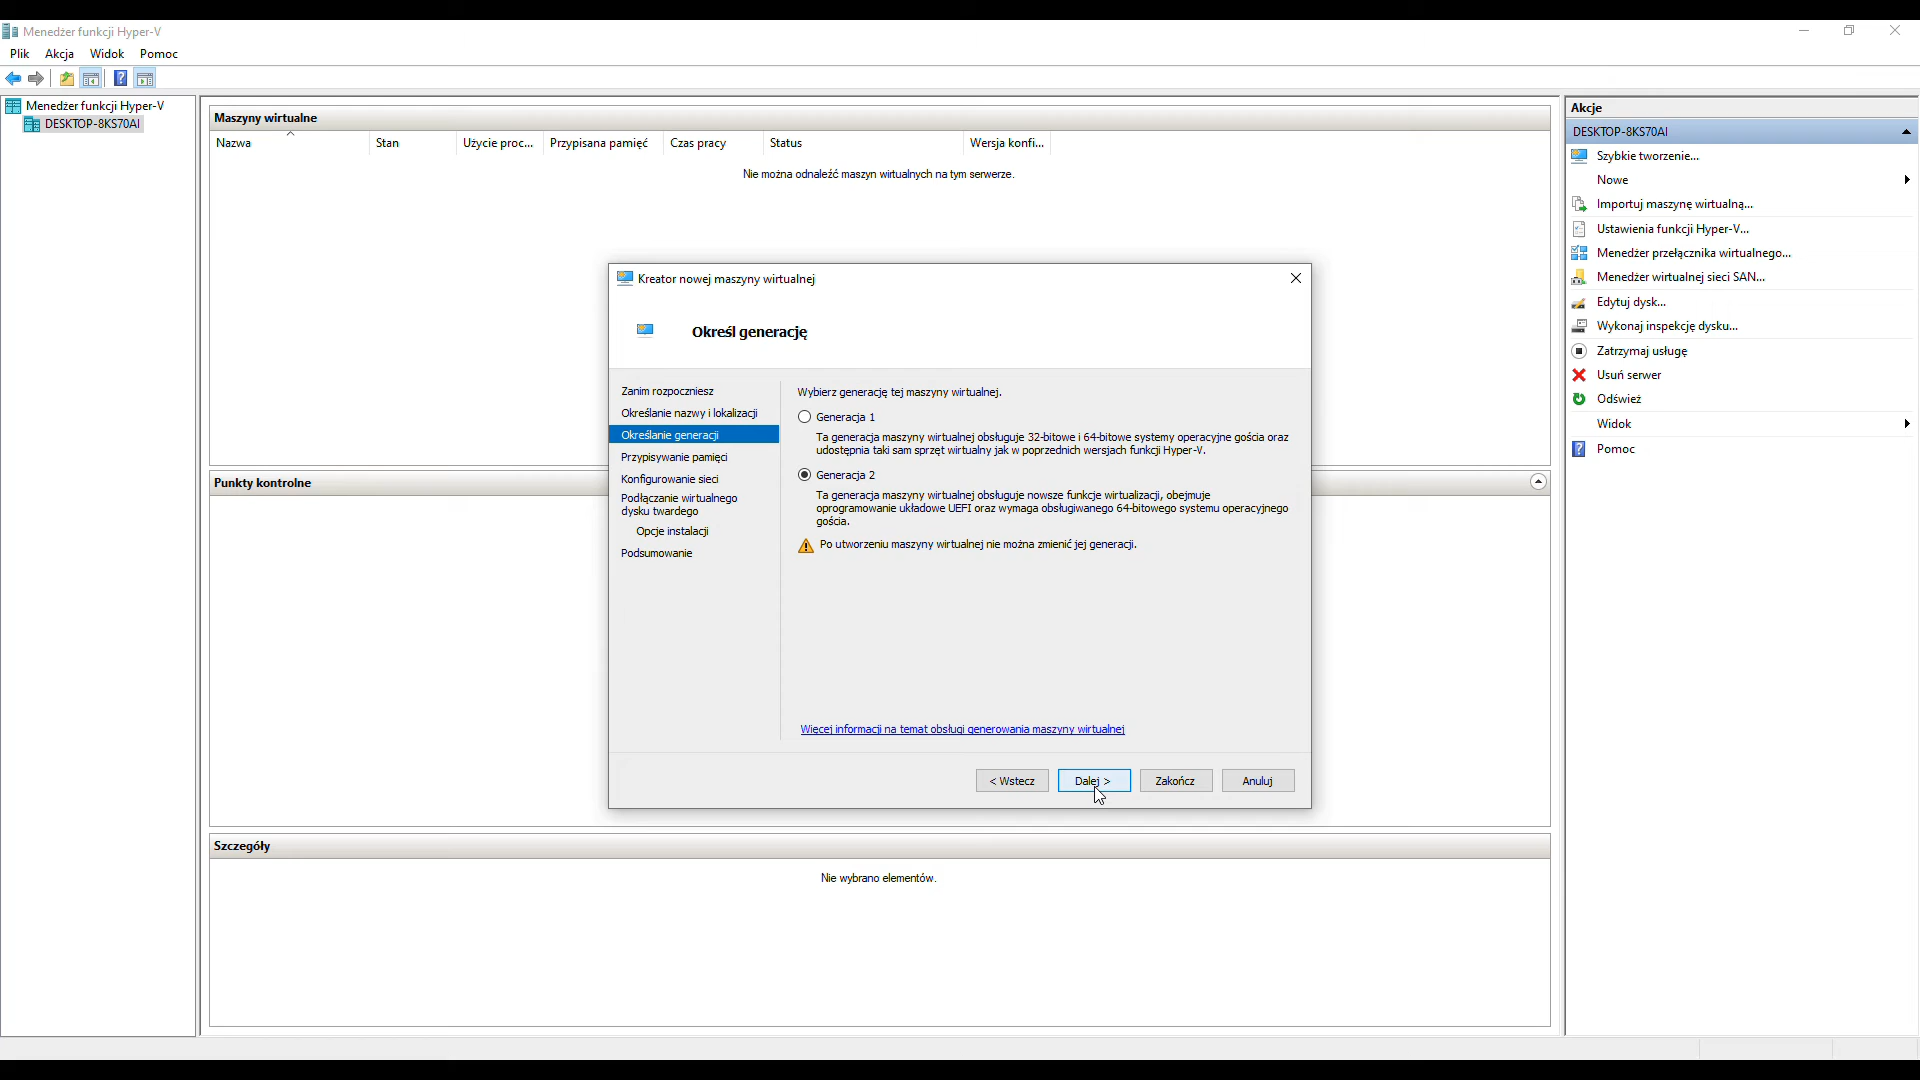 Menedżer funkcji Hyper-V
Plik Akcja Widok Pomoc
Menedżer funkcji Hyper-V
DESKTOP-8KS70AI
Maszyny wirtualne
Nazwa Stan Użycie proc... Przypisana pamięć Czas pracy Status Wersja konfi...
Nie można odnaleźć maszyn wirtualnych na tym serwerze.
Punkty kontrolne
Szczegóły
Nie wybrano elementów.
Kreator nowej maszyny wirtualnej
Określ generację
Zanim rozpoczniesz
Określanie nazwy i lokalizacji
Określanie generacji
Przypisywanie pamięci
Konfigurowanie sieci
Podłączanie wirtualnego
dysku twardego
Opcje instalacji
Podsumowanie
Wybierz generację tej maszyny wirtualnej.
Generacja 1
Ta generacja maszyny wirtualnej obsługuje 32-bitowe i 64-bitowe systemy operacyjne gościa oraz
udostępnia taki sam sprzęt wirtualny jak w poprzednich wersjach funkcji Hyper-V.
Generacja 2
Ta generacja maszyny wirtualnej obsługuje nowsze funkcje wirtualizacji, obejmuje
oprogramowanie układowe UEFI oraz wymaga obsługiwanego 64-bitowego systemu operacyjnego
gościa.
Po utworzeniu maszyny wirtualnej nie można zmienić jej generacji.
Więcej informacji na temat obsługi generowania maszyny wirtualnej
< Wstecz Dalej > Zakończ Anuluj
Akcje
DESKTOP-8KS70AI
Szybkie tworzenie...
Nowe
Importuj maszynę wirtualną...
Ustawienia funkcji Hyper-V...
Menedżer przełącznika wirtualnego...
Menedżer wirtualnej sieci SAN...
Edytuj dysk...
Wykonaj inspekcję dysku...
Zatrzymaj usługę
Usuń serwer
Odśwież
Widok
Pomoc